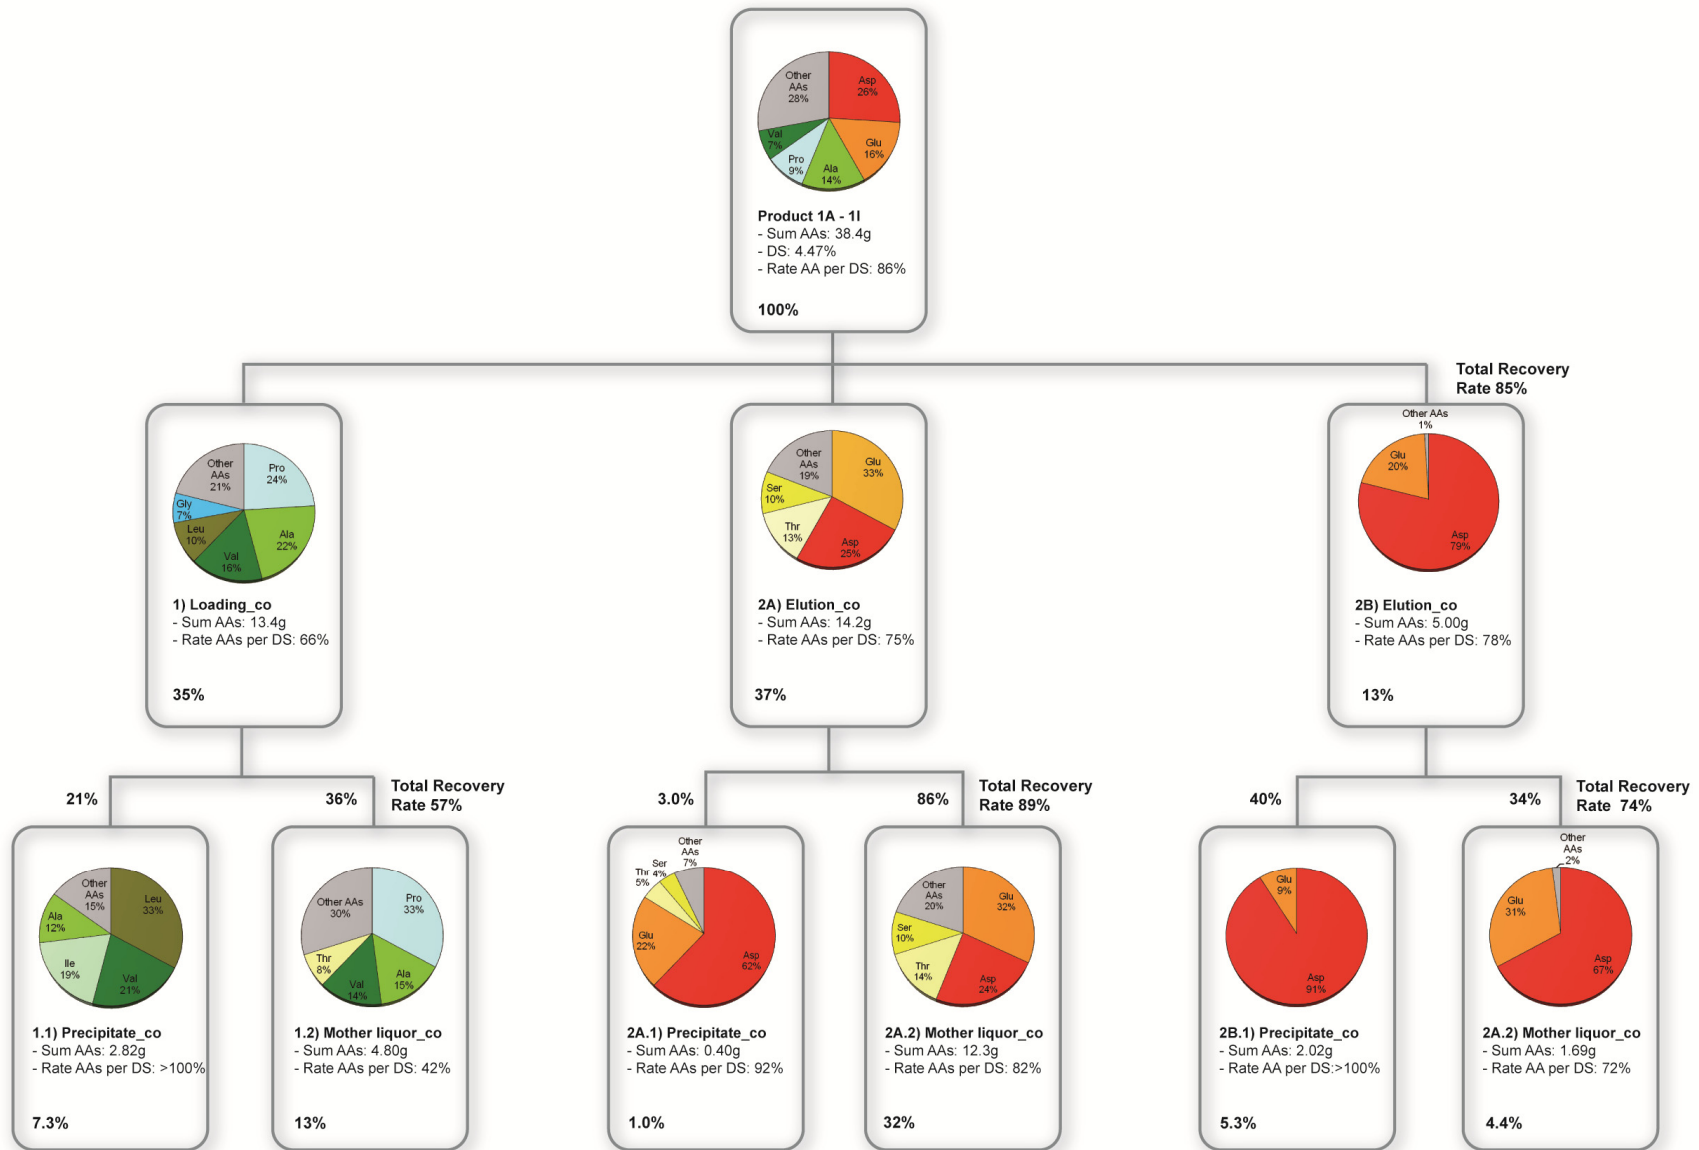 Other
AAs
28%
Asp
26%
Val
7%
Glu
16%
Pro
9%
Ala
14%
Product 1A - 1I
- Sum AAs: 38.4g
- DS: 4.47%
- Rate AA per DS: 86%
100%
Total Recovery
Rate 85%
Other
AAs
21%
Pro
24%
Gly
7%
Leu
10%
Ala
22%
Val
16%
1) Loading_co
- Sum AAs: 13.4g
- Rate AAs per DS: 66%
35%
Other
AAs
19%
Glu
33%
Ser
10%
Thr
13%
Asp
25%
2A) Elution_co
- Sum AAs: 14.2g
- Rate AAs per DS: 75%
37%
Other AAs
1%
Glu
20%
Asp
79%
2B) Elution_co
- Sum AAs: 5.00g
- Rate AAs per DS: 78%
13%
21%
36%
Total Recovery
Rate 57%
3.0%
86%
Total Recovery
Rate 89%
40%
34%
Total Recovery
Rate 74%
Other
AAs
15%
Leu
33%
Ala
12%
Ile
19%
Val
21%
1.1) Precipitate_co
- Sum AAs: 2.82g
- Rate AAs per DS: >100%
7.3%
Other AAs
30%
Pro
33%
Thr
8%
Val
14%
Ala
15%
1.2) Mother liquor_co
- Sum AAs: 4.80g
- Rate AAs per DS: 42%
13%
Other
AAs
7%
Ser
4%
Thr
5%
Glu
22%
Asp
62%
2A.1) Precipitate_co
- Sum AAs: 0.40g
- Rate AAs per DS: 92%
1.0%
Other
AAs
20%
Glu
32%
Ser
10%
Thr
14%
Asp
24%
2A.2) Mother liquor_co
- Sum AAs: 12.3g
- Rate AAs per DS: 82%
32%
Glu
9%
Asp
91%
2B.1) Precipitate_co
- Sum AAs: 2.02g
- Rate AA per DS:>100%
5.3%
Other
AAs
2%
Glu
31%
Asp
67%
2A.2) Mother liquor_co
- Sum AAs: 1.69g
- Rate AA per DS: 72%
4.4%